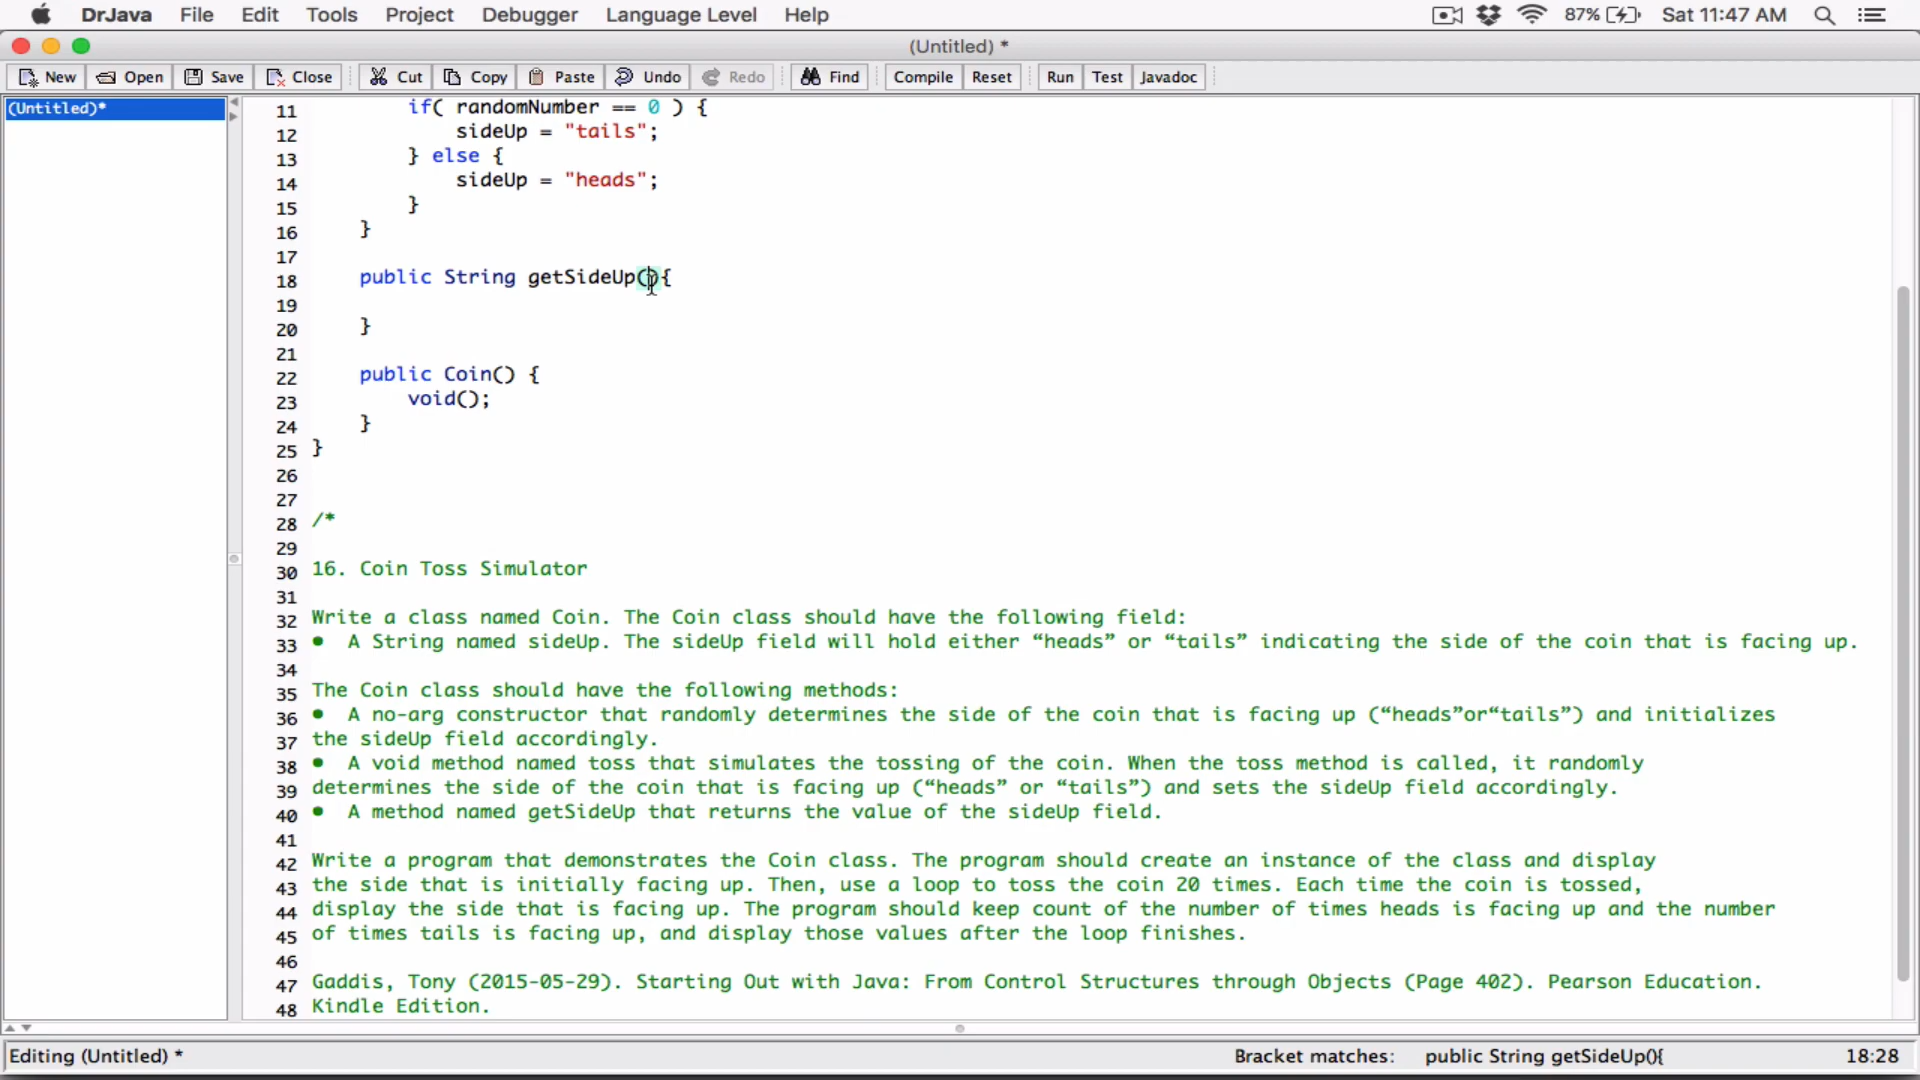 DrJava File Edit Tools Project Debugger Language Level Help 87% Sat 11:47 AM
(Untitled) *
New Open Save Close Cut Copy Paste Undo Redo Find Compile Reset Run Test Javadoc
(Untitled)*
11 if( randomNumber == 0 ) {
12 sideUp = "tails";
13 } else {
14 sideUp = "heads";
15 }
16 }
17
18 public String getSideUp(){
19
20 }
21
22 public Coin() {
23 void();
24 }
25 }
26
27
28 /*
29
30 16. Coin Toss Simulator
31
32 Write a class named Coin. The Coin class should have the following field:
33 • A String named sideUp. The sideUp field will hold either “heads” or “tails” indicating the side of the coin that is facing up.
34
35 The Coin class should have the following methods:
36 • A no-arg constructor that randomly determines the side of the coin that is facing up (“heads”or“tails”) and initializes
37 the sideUp field accordingly.
38 • A void method named toss that simulates the tossing of the coin. When the toss method is called, it randomly
39 determines the side of the coin that is facing up (“heads” or “tails”) and sets the sideUp field accordingly.
40 • A method named getSideUp that returns the value of the sideUp field.
41
42 Write a program that demonstrates the Coin class. The program should create an instance of the class and display
43 the side that is initially facing up. Then, use a loop to toss the coin 20 times. Each time the coin is tossed,
44 display the side that is facing up. The program should keep count of the number of times heads is facing up and the number
45 of times tails is facing up, and display those values after the loop finishes.
46
47 Gaddis, Tony (2015-05-29). Starting Out with Java: From Control Structures through Objects (Page 402). Pearson Education.
48 Kindle Edition.
Editing (Untitled) * Bracket matches: public String getSideUp(){ 18:28